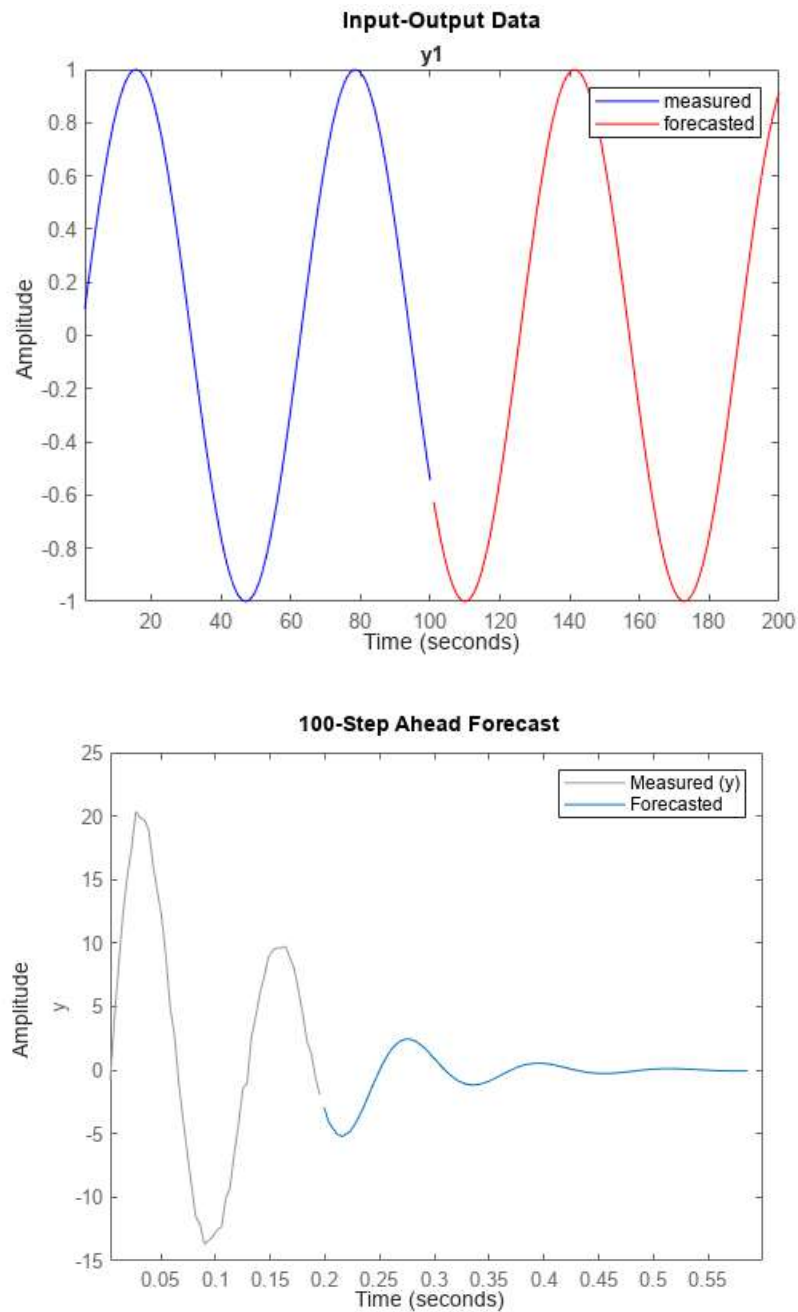 Input-Output Data
y1
1
0.8
0.6
0.4
0.2
0
-0.2
-0.4
-0.6
-0.8
-1
Amplitude
measured
forecasted
20 40 60 80 100 120 140 160 180 200
Time (seconds)
100-Step Ahead Forecast
25
20
15
10
5
0
-5
-10
-15
Amplitude
y
Measured (y)
Forecasted
0.05 0.1 0.15 0.2 0.25 0.3 0.35 0.4 0.45 0.5 0.55
Time (seconds)